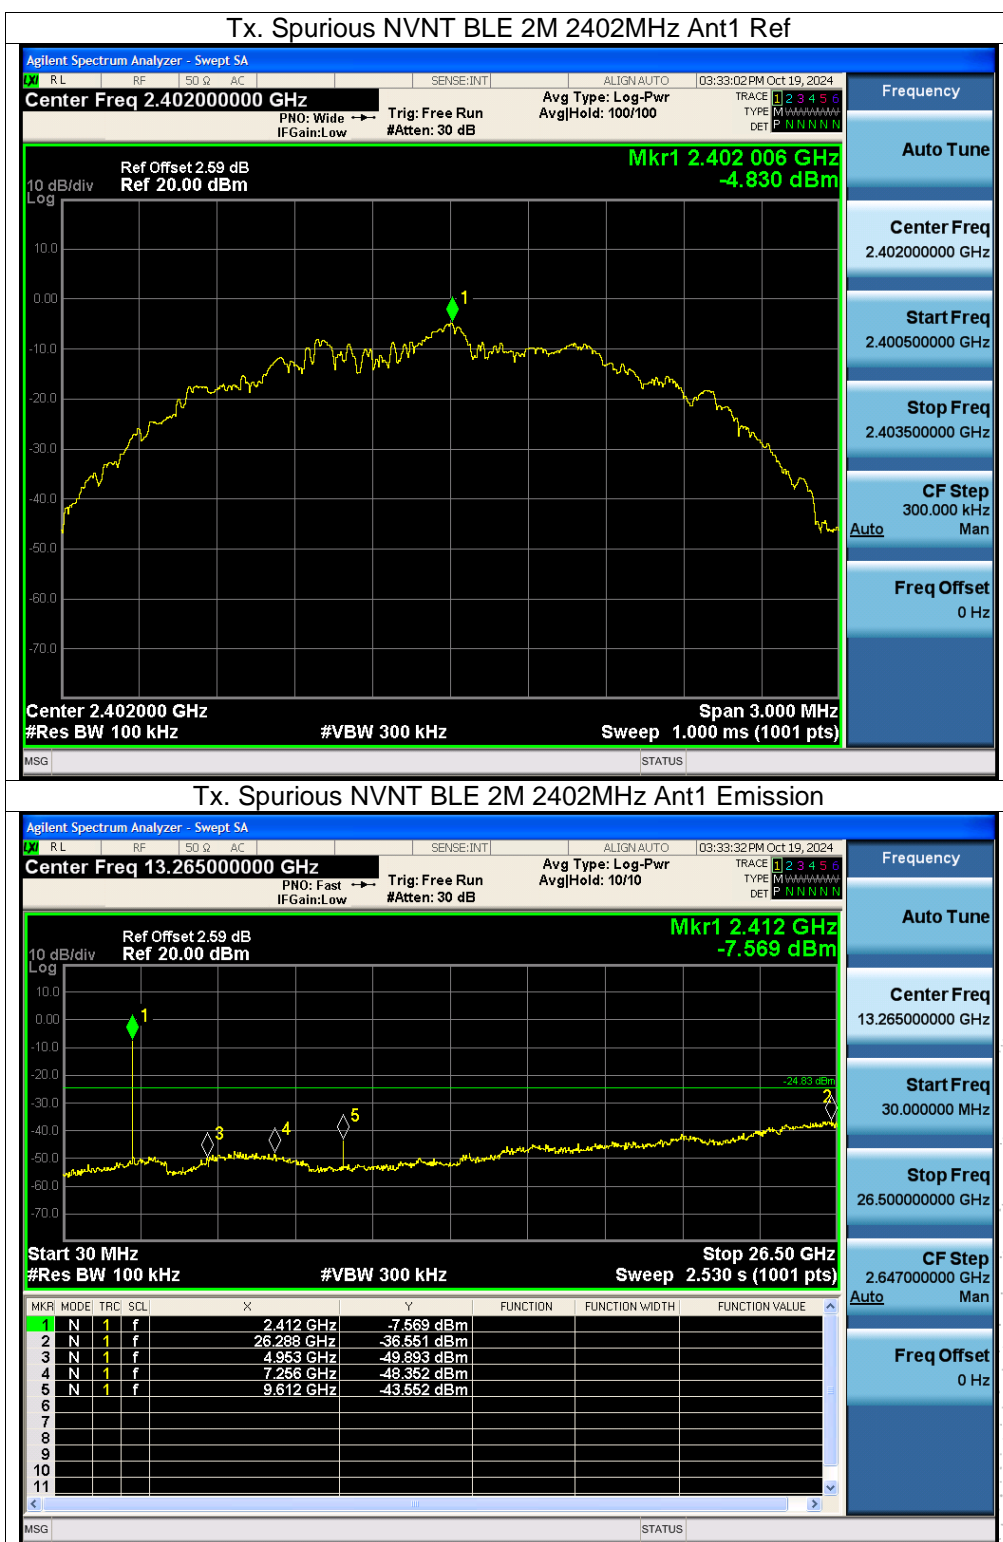 Tx. Spurious NVNT BLE 2M 2402MHz Ant1 Ref
Agilent Spectrum Analyzer - Swept SA
LXI RL RF 50 Ω AC SENSE:INT ALIGNAUTO 03:33:02 PM Oct 19, 2024
Center Freq 2.402000000 GHz
PNO: Wide
IFGain:Low
Trig: Free Run
#Atten: 30 dB
Avg Type: Log-Pwr
Avg|Hold: 100/100
TRACE 1 2 3 4 5 6
TYPE MWWWWW
DET P N N N N N
Mkr1 2.402 006 GHz
-4.830 dBm
Ref Offset 2.59 dB
10 dB/div Ref 20.00 dBm
Log
10.0
0.00
-10.0
-20.0
-30.0
-40.0
-50.0
-60.0
-70.0
1
Center 2.402000 GHz Span 3.000 MHz
#Res BW 100 kHz #VBW 300 kHz Sweep 1.000 ms (1001 pts)
MSG STATUS
Frequency
Auto Tune
Center Freq
2.402000000 GHz
Start Freq
2.400500000 GHz
Stop Freq
2.403500000 GHz
CF Step
300.000 kHz
Auto Man
Freq Offset
0 Hz
Tx. Spurious NVNT BLE 2M 2402MHz Ant1 Emission
Agilent Spectrum Analyzer - Swept SA
LXI RL RF 50 Ω AC SENSE:INT ALIGNAUTO 03:33:32 PM Oct 19, 2024
Center Freq 13.265000000 GHz
PNO: Fast
IFGain:Low
Trig: Free Run
#Atten: 30 dB
Avg Type: Log-Pwr
Avg|Hold: 10/10
TRACE 1 2 3 4 5 6
TYPE MWWWWW
DET P N N N N N
Mkr1 2.412 GHz
-7.569 dBm
Ref Offset 2.59 dB
10 dB/div Ref 20.00 dBm
Log
10.0
0.00
-10.0
-20.0
-30.0
-40.0
-50.0
-60.0
-70.0
1
-24.83 dBm
2
3
4
5
Start 30 MHz Stop 26.50 GHz
#Res BW 100 kHz #VBW 300 kHz Sweep 2.530 s (1001 pts)
MKR MODE TRC SCL X Y FUNCTION FUNCTION WIDTH FUNCTION VALUE
1 N 1 f 2.412 GHz -7.569 dBm
2 N 1 f 26.288 GHz -36.551 dBm
3 N 1 f 4.953 GHz -49.893 dBm
4 N 1 f 7.256 GHz -48.352 dBm
5 N 1 f 9.612 GHz -43.552 dBm
6
7
8
9
10
11
MSG STATUS
Frequency
Auto Tune
Center Freq
13.265000000 GHz
Start Freq
30.000000 MHz
Stop Freq
26.500000000 GHz
CF Step
2.647000000 GHz
Auto Man
Freq Offset
0 Hz